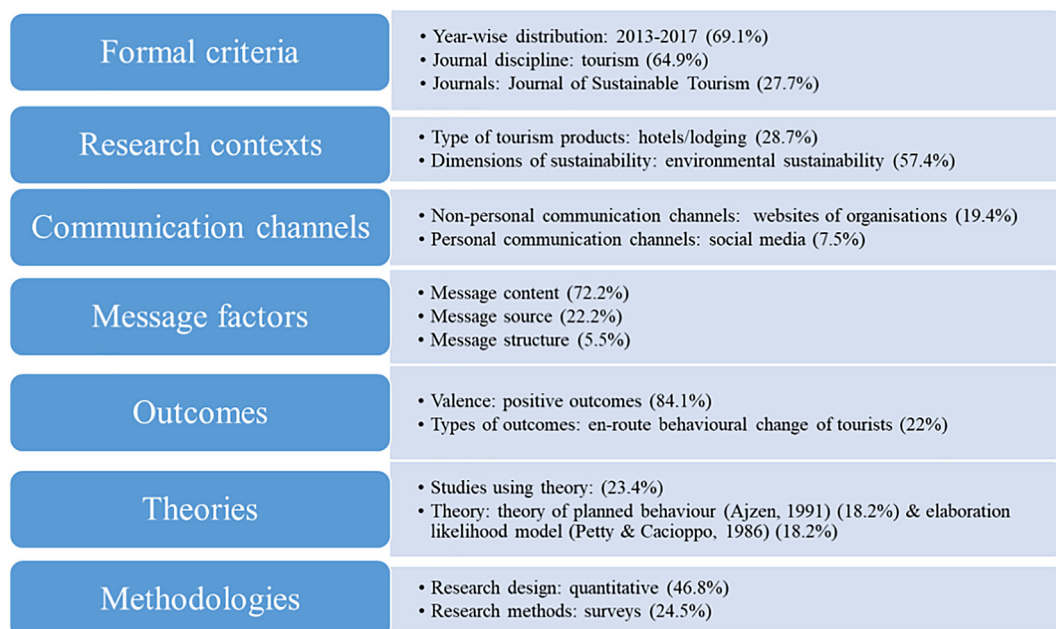 Formal criteria
• Year-wise distribution: 2013-2017 (69.1%)
• Journal discipline: tourism (64.9%)
• Journals: Journal of Sustainable Tourism (27.7%)
Research contexts
• Type of tourism products: hotels/lodging (28.7%)
• Dimensions of sustainability: environmental sustainability (57.4%)
Communication channels
• Non-personal communication channels: websites of organisations (19.4%)
• Personal communication channels: social media (7.5%)
Message factors
• Message content (72.2%)
• Message source (22.2%)
• Message structure (5.5%)
Outcomes
• Valence: positive outcomes (84.1%)
• Types of outcomes: en-route behavioural change of tourists (22%)
Theories
• Studies using theory: (23.4%)
• Theory: theory of planned behaviour (Ajzen, 1991) (18.2%) & elaboration
likelihood model (Petty & Cacioppo, 1986) (18.2%)
Methodologies
• Research design: quantitative (46.8%)
• Research methods: surveys (24.5%)